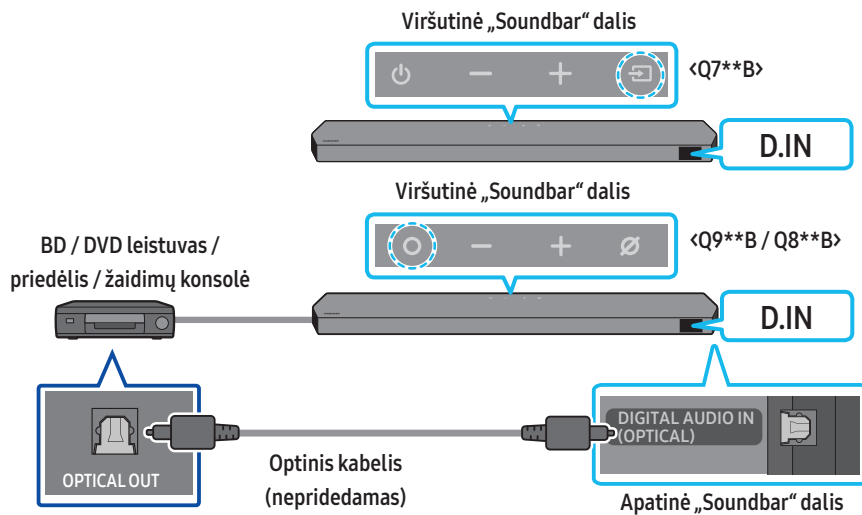 Viršutinė „Soundbar“ dalis
<Q7**B>
D.IN
Viršutinė „Soundbar“ dalis
<Q9**B / Q8**B>
BD / DVD leistuvas /
priedėlis / žaidimų konsolė
D.IN
OPTICAL OUT
Optinis kabelis
(nepridedamas)
DIGITAL AUDIO IN
(OPTICAL)
Apatinė „Soundbar“ dalis